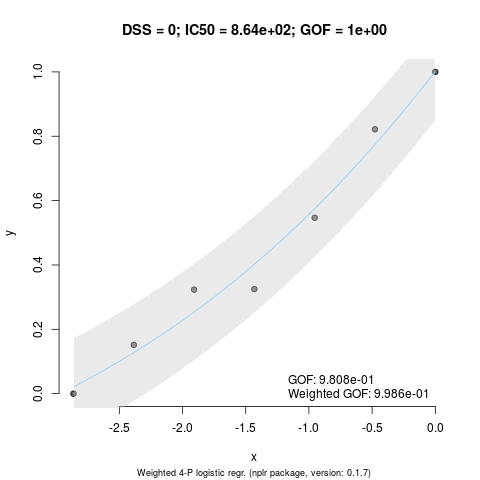 DSS = 0; IC50 = 8.64e+02; GOF = 1e+00
1.0
0.8
0.6
0.4
0.2
0.0
y
GOF: 9.808e-01
Weighted GOF: 9.986e-01
-2.5 -2.0 -1.5 -1.0 -0.5 0.0
x
Weighted 4-P logistic regr. (nplr package, version: 0.1.7)